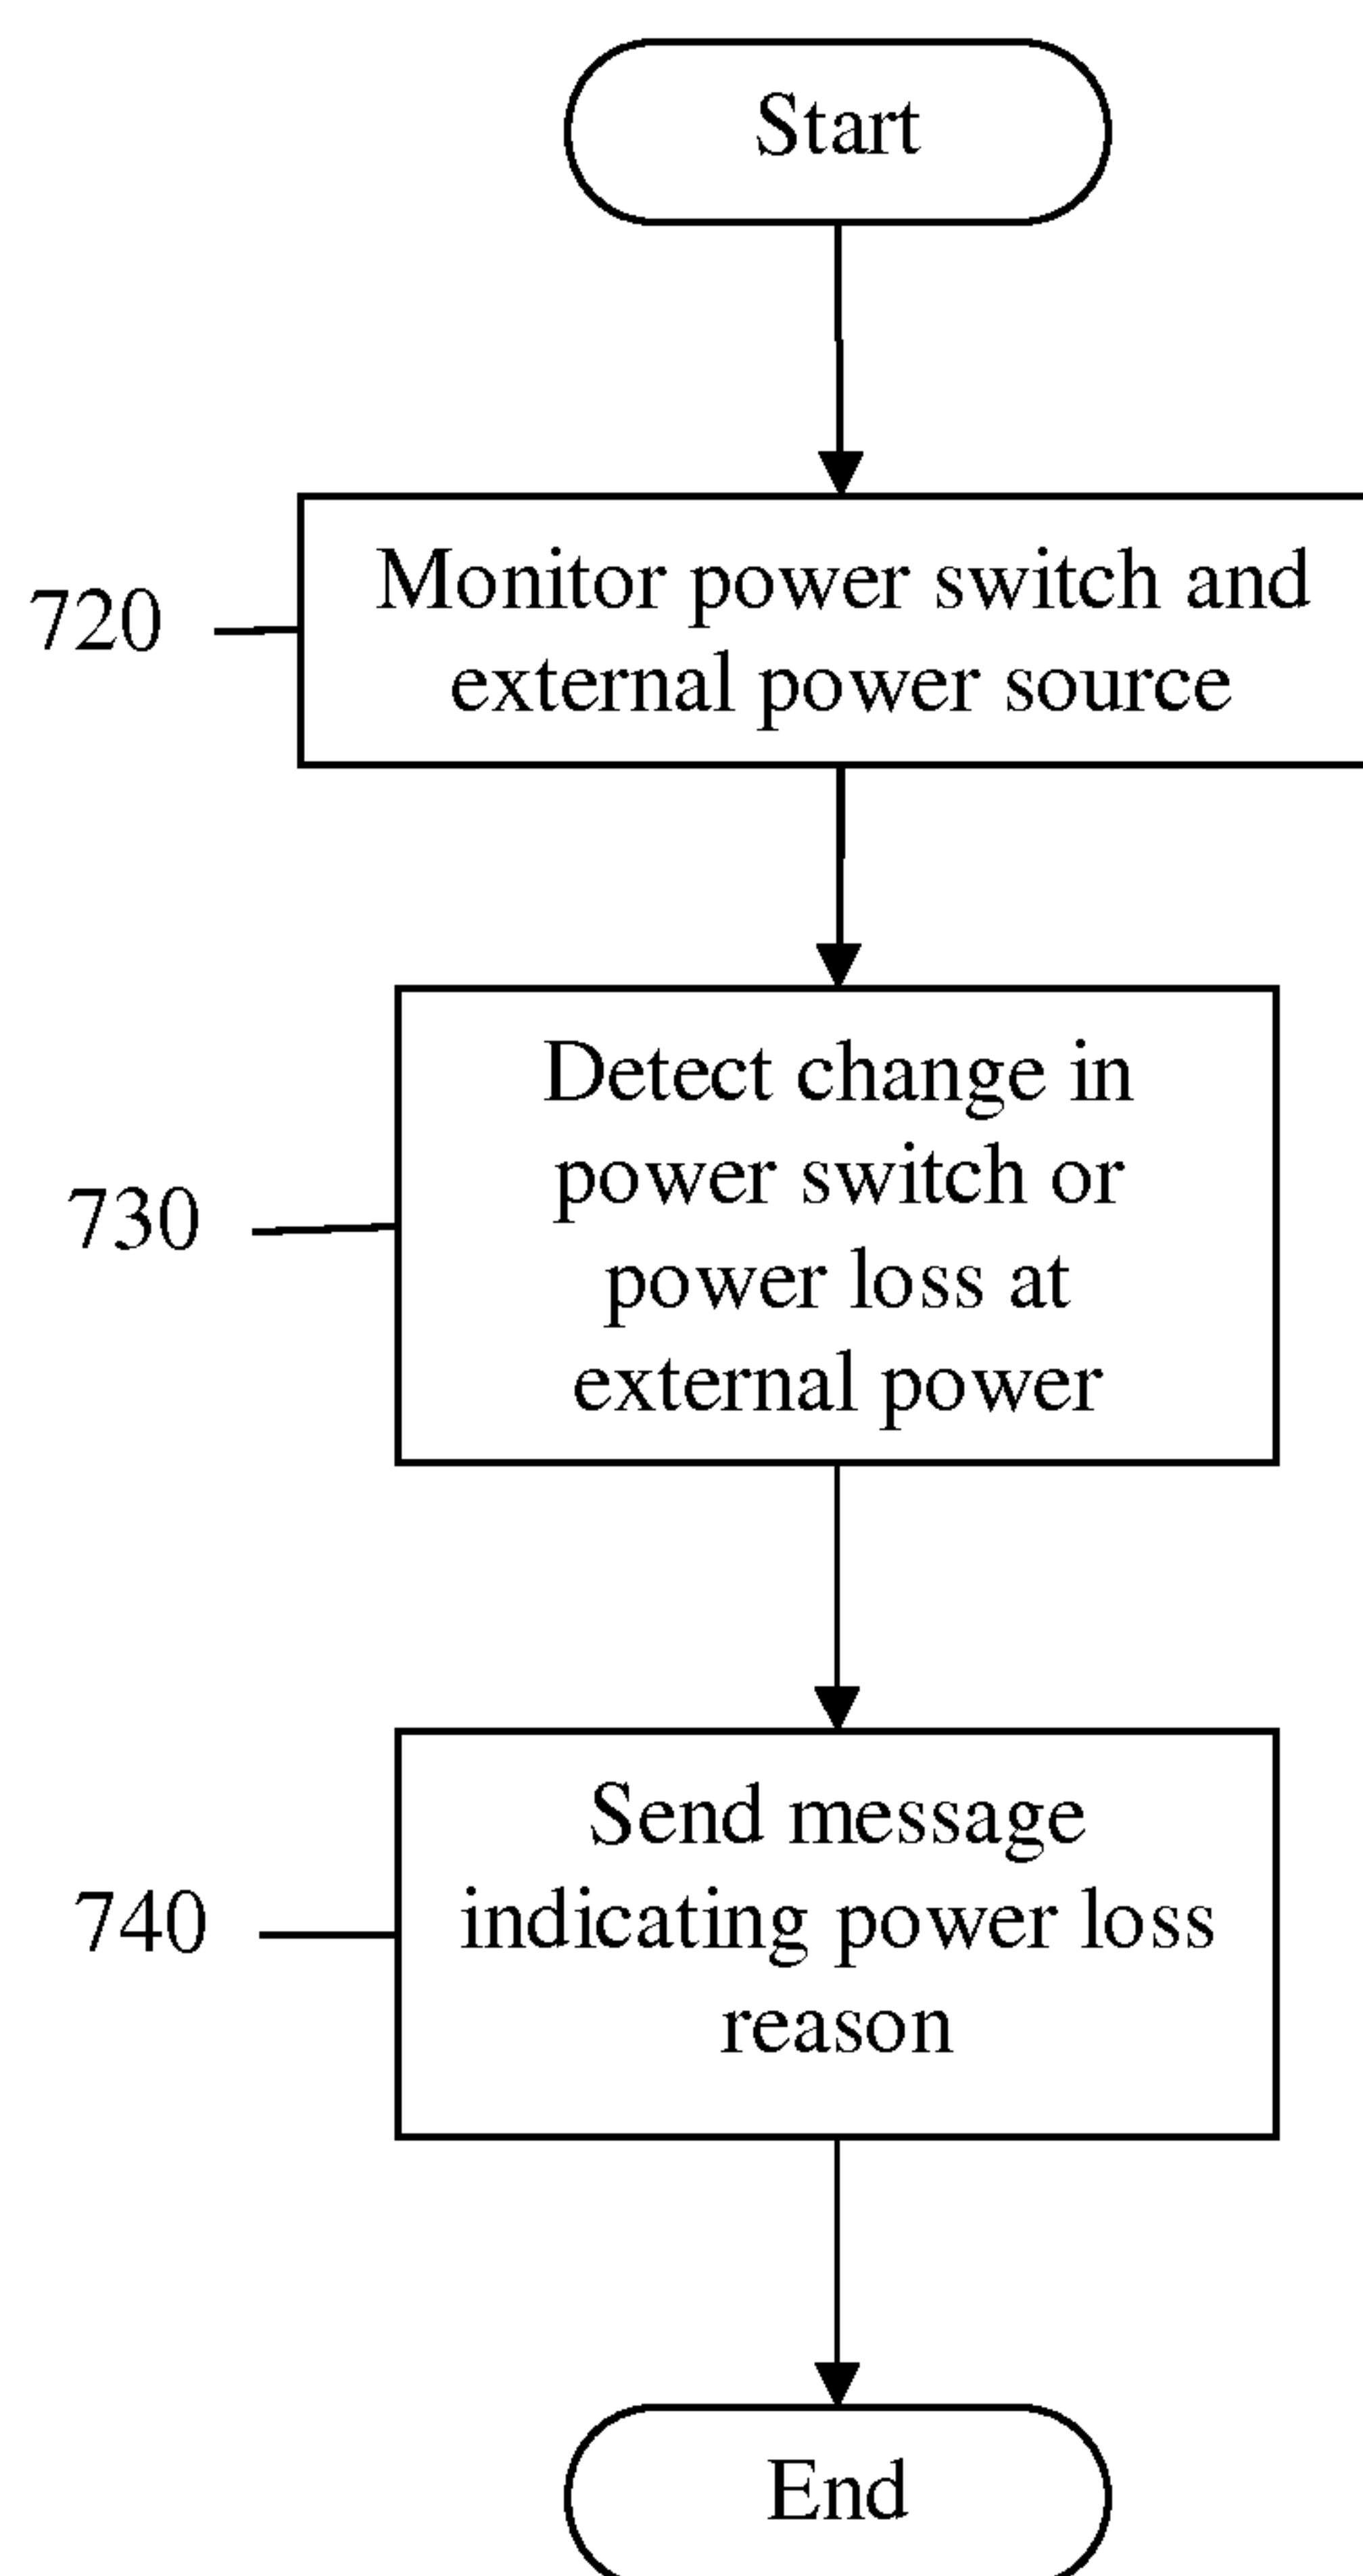 Start
720
Monitor power switch and
external power source
730
Detect change in
power switch or
power loss at
external power
740
Send message
indicating power loss
reason
End